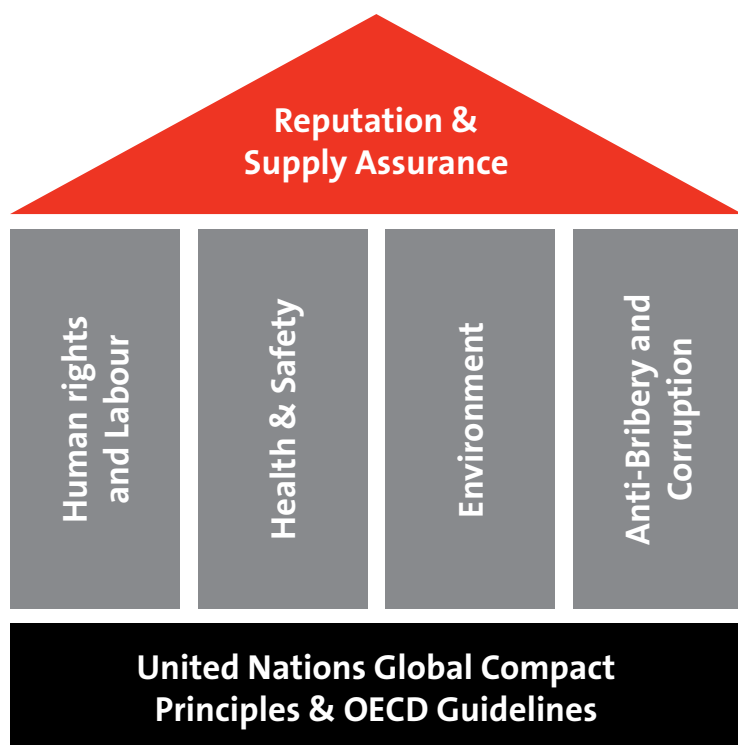 Reputation &
Supply Assurance
Human rights
and Labour
Health & Safety
Environment
Anti-Bribery and
Corruption
United Nations Global Compact
Principles & OECD Guidelines